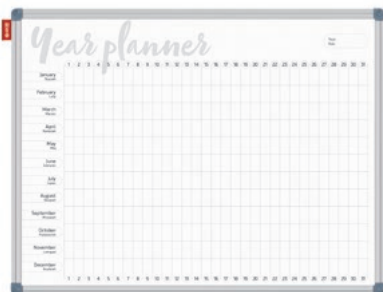 Year planner
Year
1 2 3 4 5 6 7 8 9 10 11 12 13 14 15 16 17 18 19 20 21 22 23 24 25 26 27 28 29 30 31
January
February
March
April
May
June
July
August
September
October
November
December
1 2 3 4 5 6 7 8 9 10 11 12 13 14 15 16 17 18 19 20 21 22 23 24 25 26 27 28 29 30 31